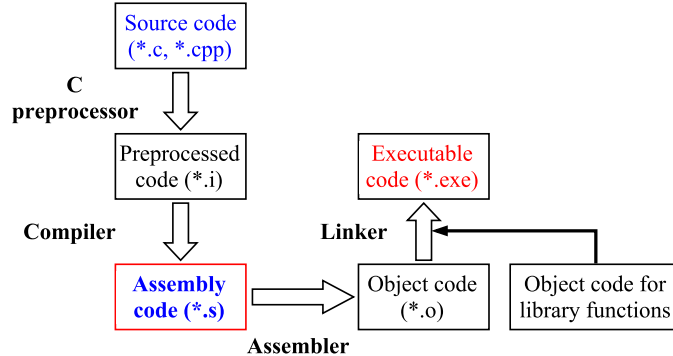 Source code
(*.c, *.cpp)
C
preprocessor
Preprocessed
code (*.i)
Compiler
Assembly
code (*.s)
Assembler
Object code
(*.o)
Linker
Executable
code (*.exe)
Object code for
library functions